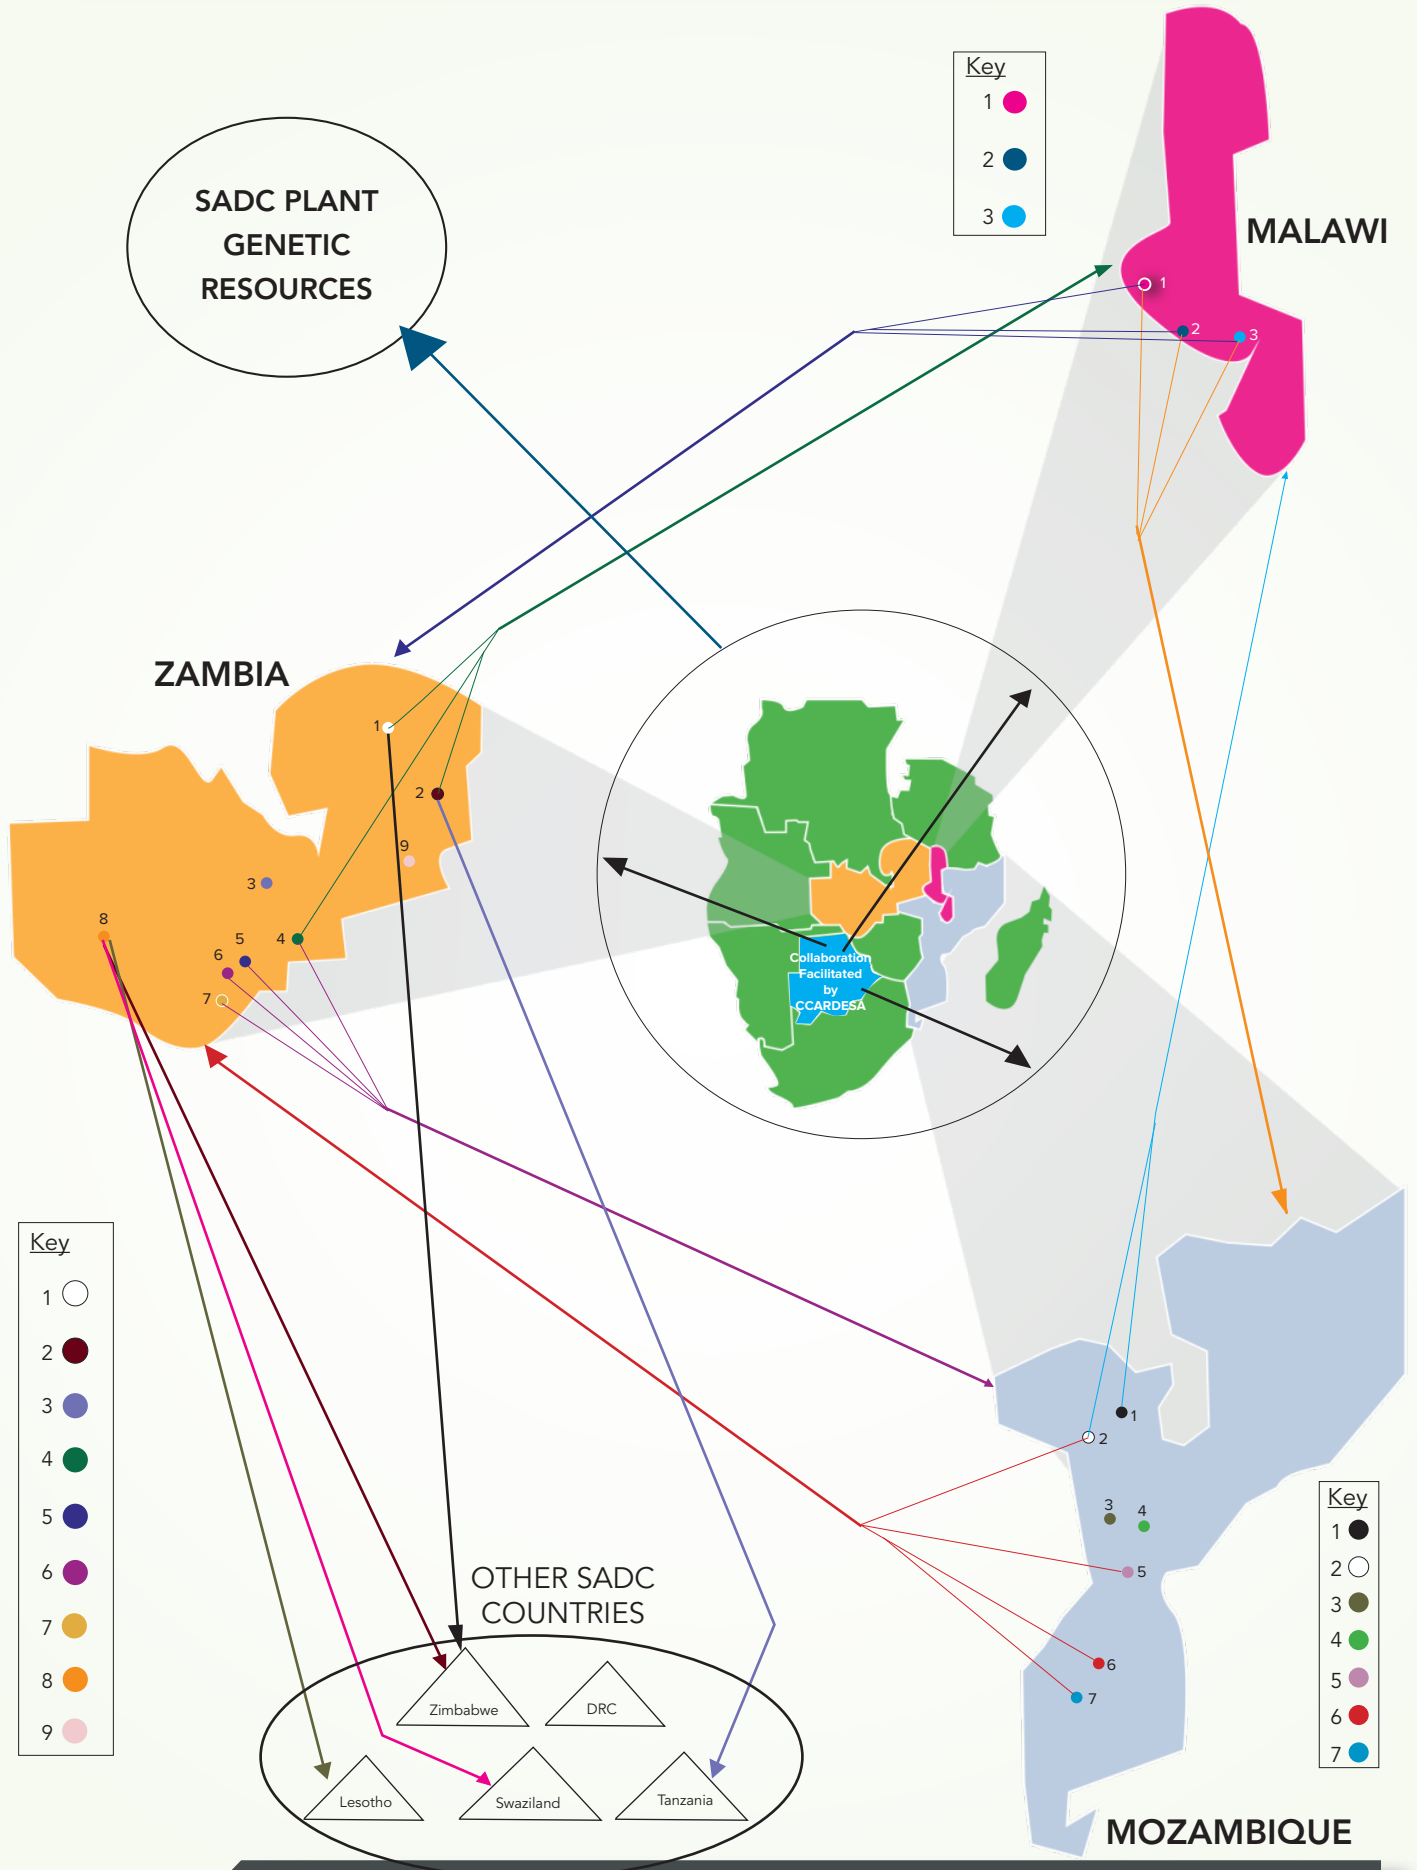 Key
1
2
3
SADC PLANT
GENETIC
RESOURCES
MALAWI
1
2
3
ZAMBIA
1
2
9
3
8
5
4
6
7
Collaboration
Facilitated
by
CCARDESA
Key
1
2
3
4
5
6
7
8
9
1
2
3
4
5
6
7
Key
1
2
3
4
5
6
7
OTHER SADC
COUNTRIES
Zimbabwe
DRC
Lesotho
Swaziland
Tanzania
MOZAMBIQUE